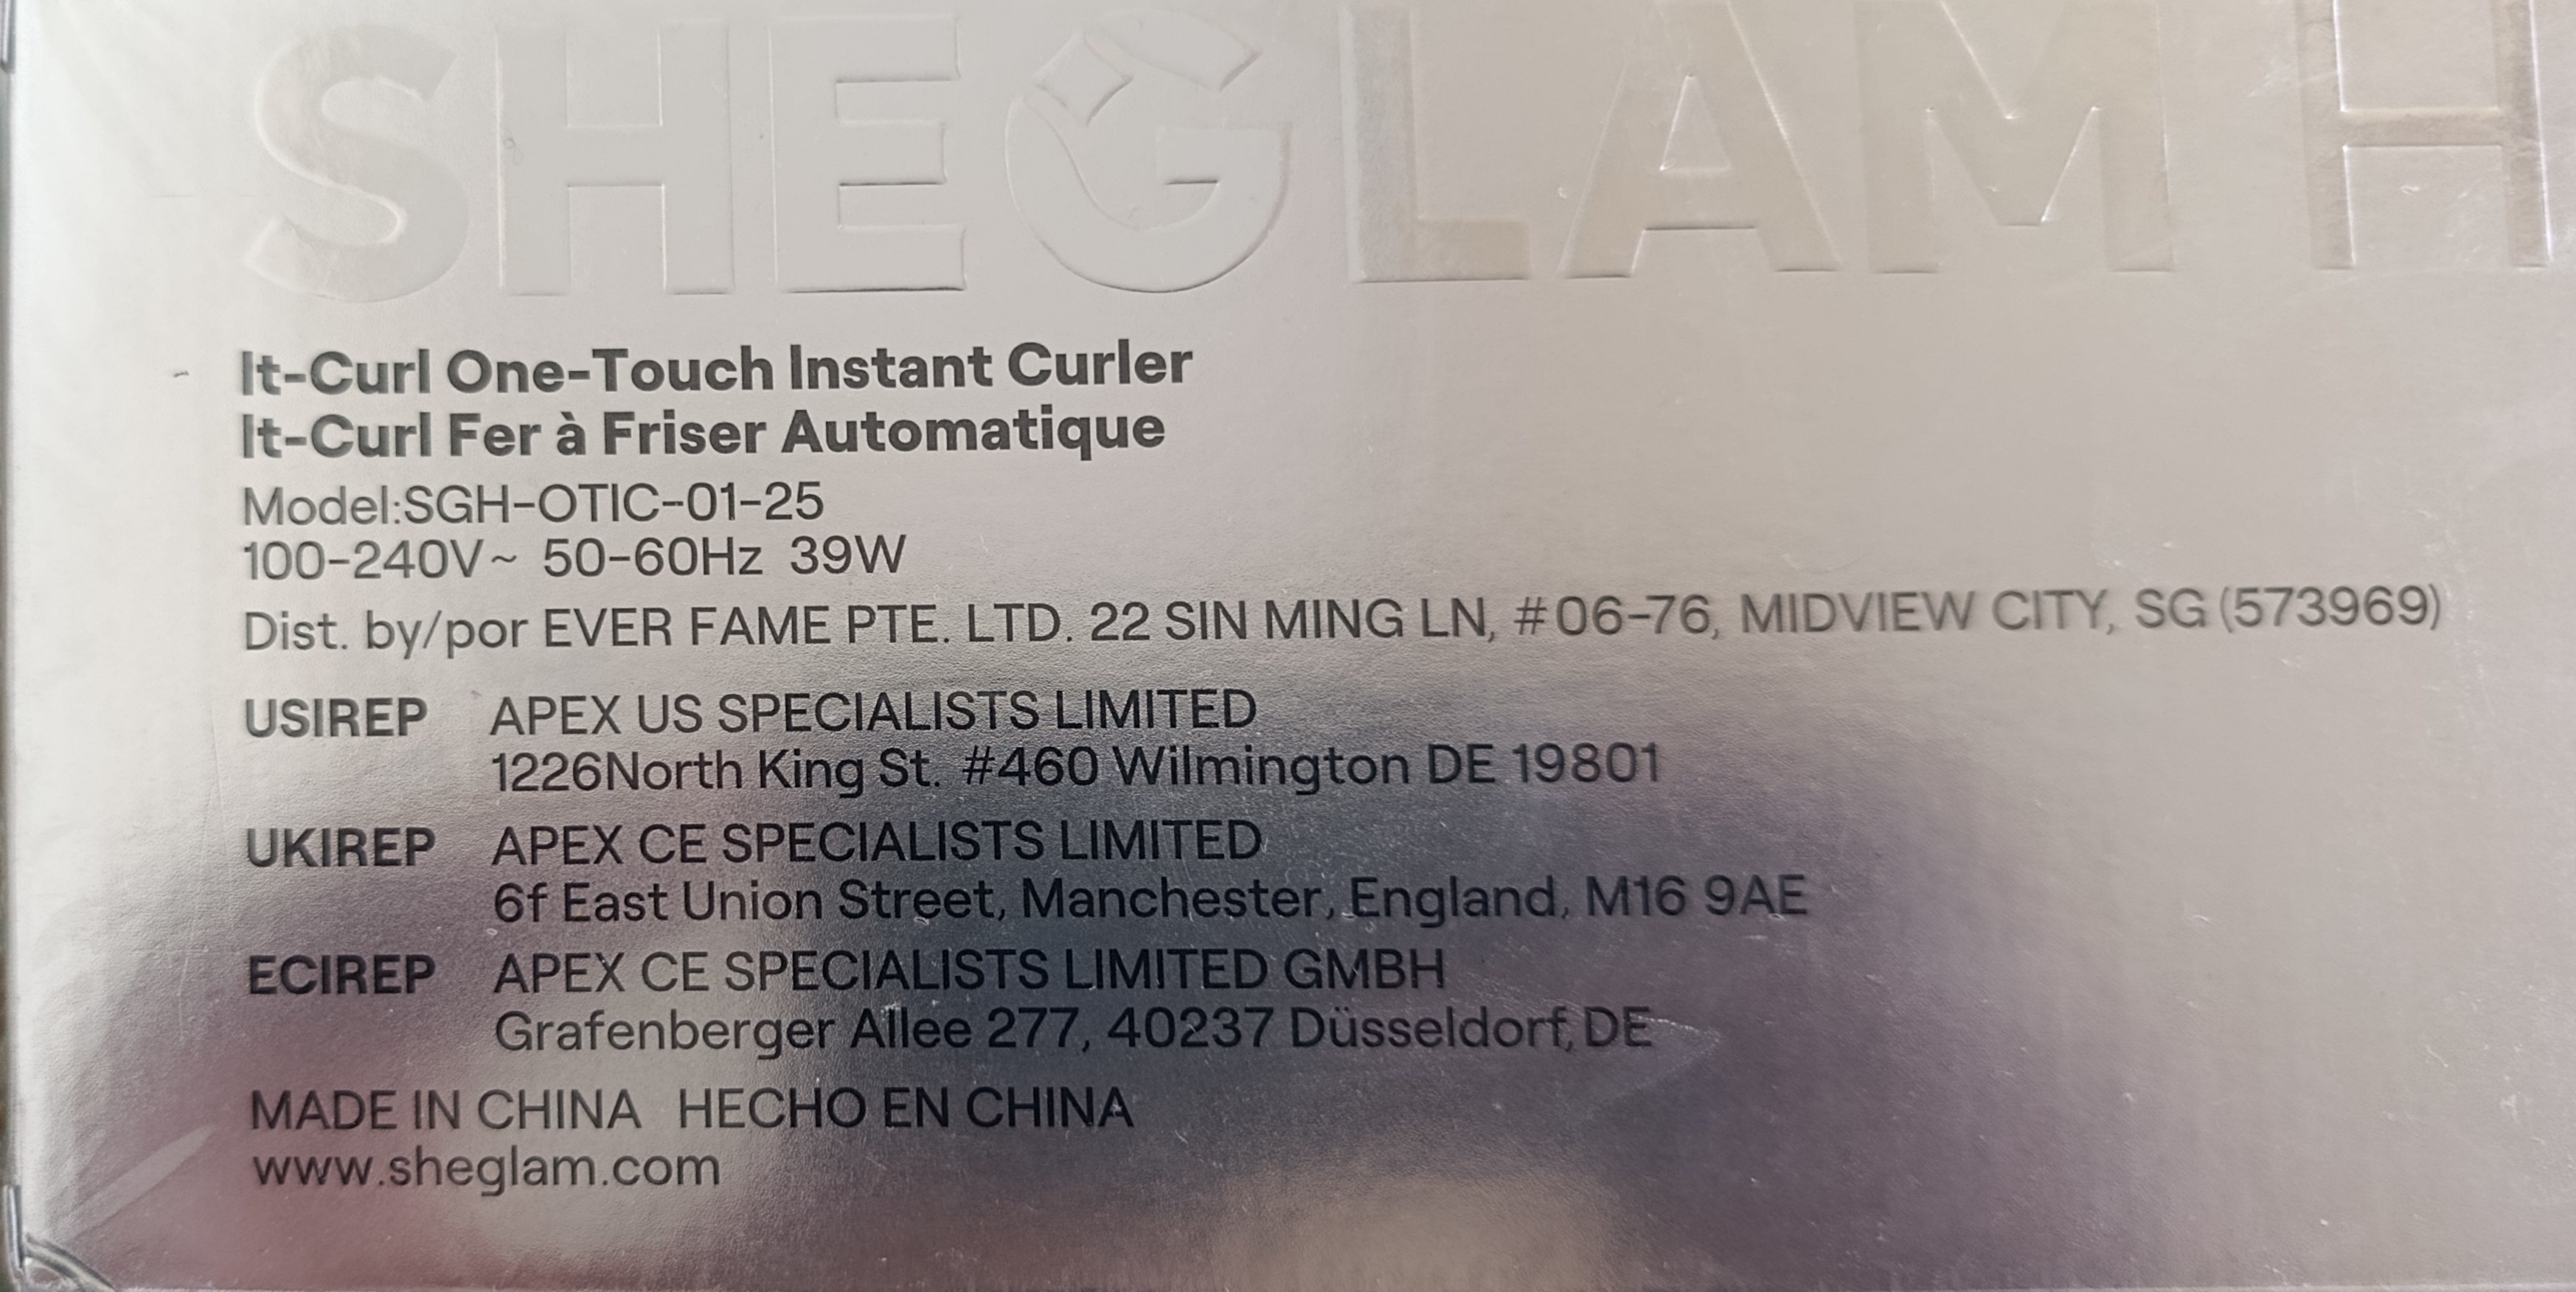 SHEGLAM H
It-Curl One-Touch Instant Curler
It-Curl Fer à Friser Automatique
Model:SGH-OTIC-01-25
100-240V~ 50-60Hz 39W
Dist. by/por EVER FAME PTE. LTD. 22 SIN MING LN, #06-76, MIDVIEW CITY, SG (573969)
USIREP APEX US SPECIALISTS LIMITED
1226North King St. #460 Wilmington DE 19801
UKIREP APEX CE SPECIALISTS LIMITED
6f East Union Street, Manchester, England, M16 9AE
ECIREP APEX CE SPECIALISTS LIMITED GMBH
Grafenberger Allee 277, 40237 Düsseldorf, DE
MADE IN CHINA HECHO EN CHINA
www.sheglam.com